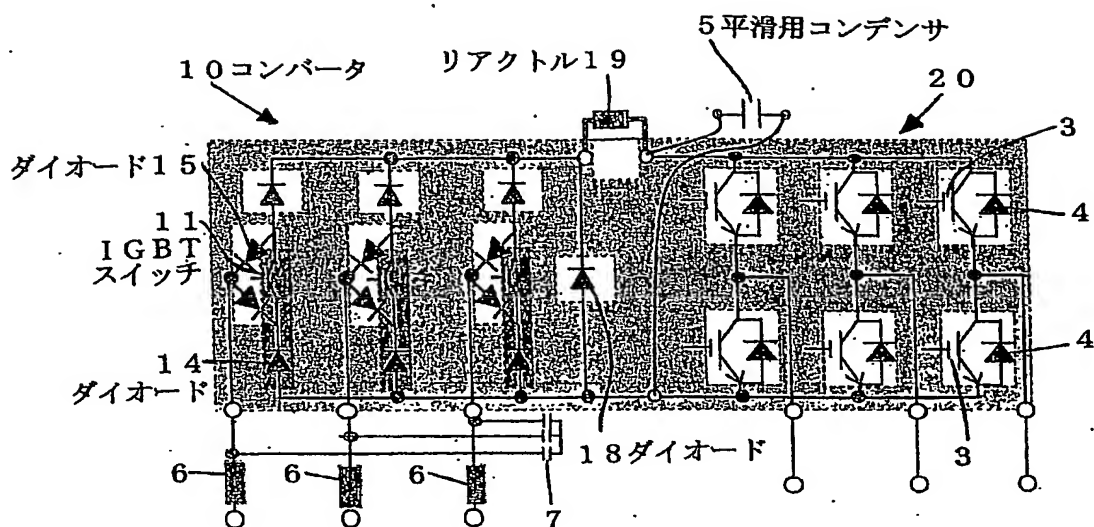 5平滑用コンデンサ
リアクトル19
10コンバータ
20
3
ダイオード15
4
11
IGBT
スイッチ
14
ダイオード
4
18ダイオード
3
6
6
6
7